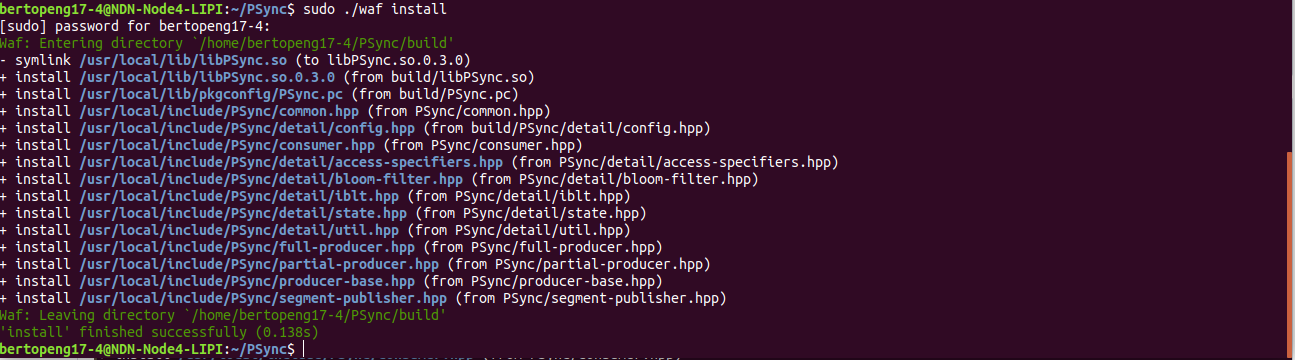 bertopeng17-4@NDN-Node4-LIPI:~/PSync$ sudo ./waf install
[sudo] password for bertopeng17-4:
Waf: Entering directory `/home/bertopeng17-4/PSync/build'
- symlink /usr/local/lib/libPSync.so (to libPSync.so.0.3.0)
+ install /usr/local/lib/libPSync.so.0.3.0 (from build/libPSync.so)
+ install /usr/local/lib/pkgconfig/PSync.pc (from build/PSync.pc)
+ install /usr/local/include/PSync/common.hpp (from PSync/common.hpp)
+ install /usr/local/include/PSync/detail/config.hpp (from build/PSync/detail/config.hpp)
+ install /usr/local/include/PSync/consumer.hpp (from PSync/consumer.hpp)
+ install /usr/local/include/PSync/detail/access-specifiers.hpp (from PSync/detail/access-specifiers.hpp)
+ install /usr/local/include/PSync/detail/bloom-filter.hpp (from PSync/detail/bloom-filter.hpp)
+ install /usr/local/include/PSync/detail/iblt.hpp (from PSync/detail/iblt.hpp)
+ install /usr/local/include/PSync/detail/state.hpp (from PSync/detail/state.hpp)
+ install /usr/local/include/PSync/detail/util.hpp (from PSync/detail/util.hpp)
+ install /usr/local/include/PSync/full-producer.hpp (from PSync/full-producer.hpp)
+ install /usr/local/include/PSync/partial-producer.hpp (from PSync/partial-producer.hpp)
+ install /usr/local/include/PSync/producer-base.hpp (from PSync/producer-base.hpp)
+ install /usr/local/include/PSync/segment-publisher.hpp (from PSync/segment-publisher.hpp)
Waf: Leaving directory `/home/bertopeng17-4/PSync/build'
'install' finished successfully (0.138s)
bertopeng17-4@NDN-Node4-LIPI:~/PSync$